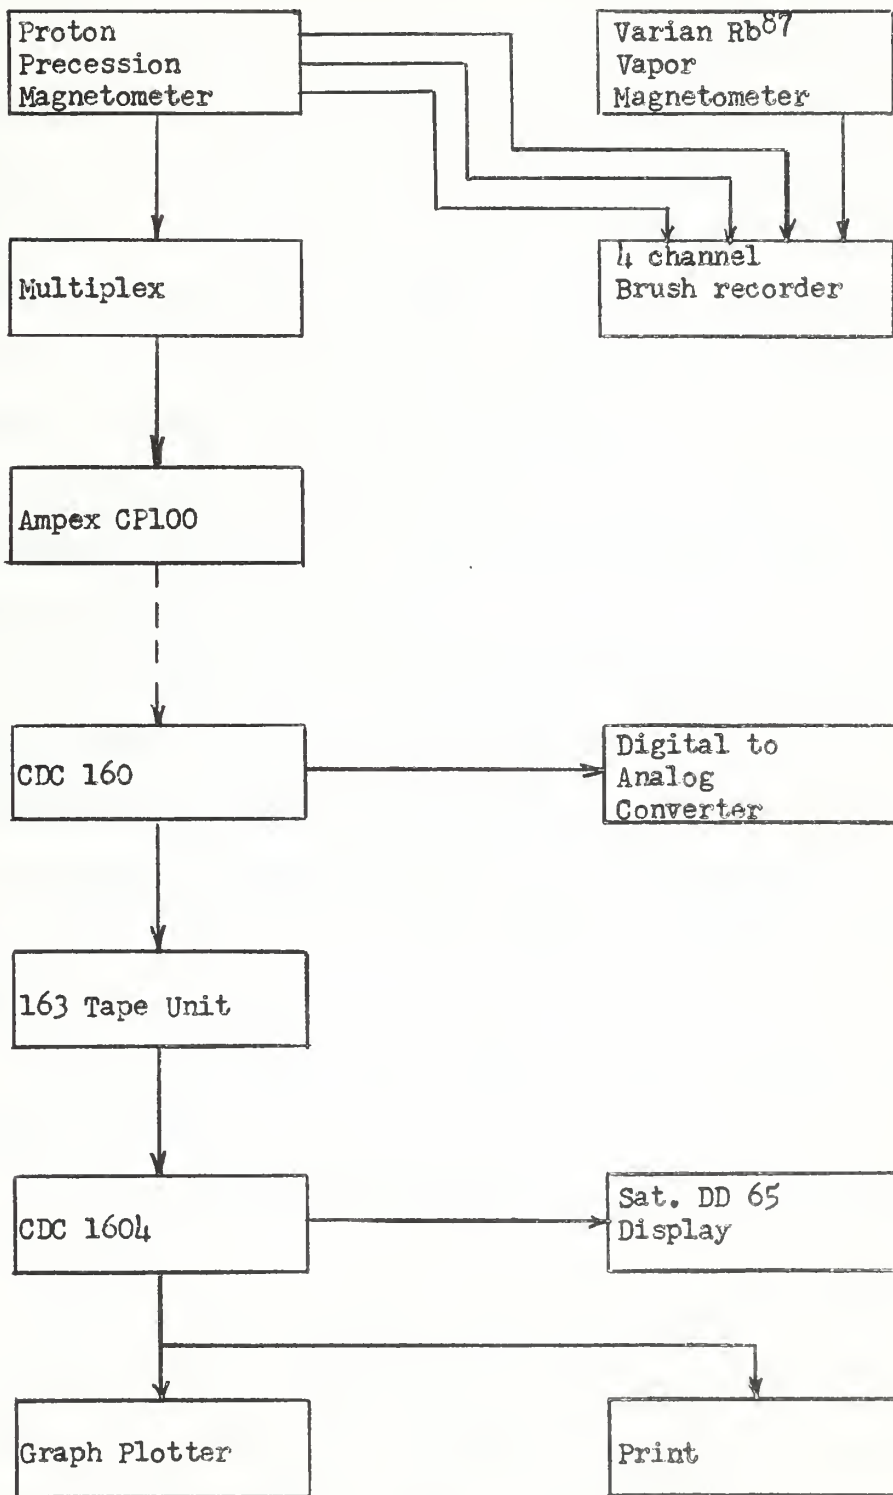 Proton
Precession
Magnetometer
Varian Rb87
Vapor
Magnetometer
Multiplex
4 channel
Brush recorder
Ampex CP100
CDC 160
Digital to
Analog
Converter
163 Tape Unit
CDC 1604
Sat. DD 65
Display
Graph Plotter
Print